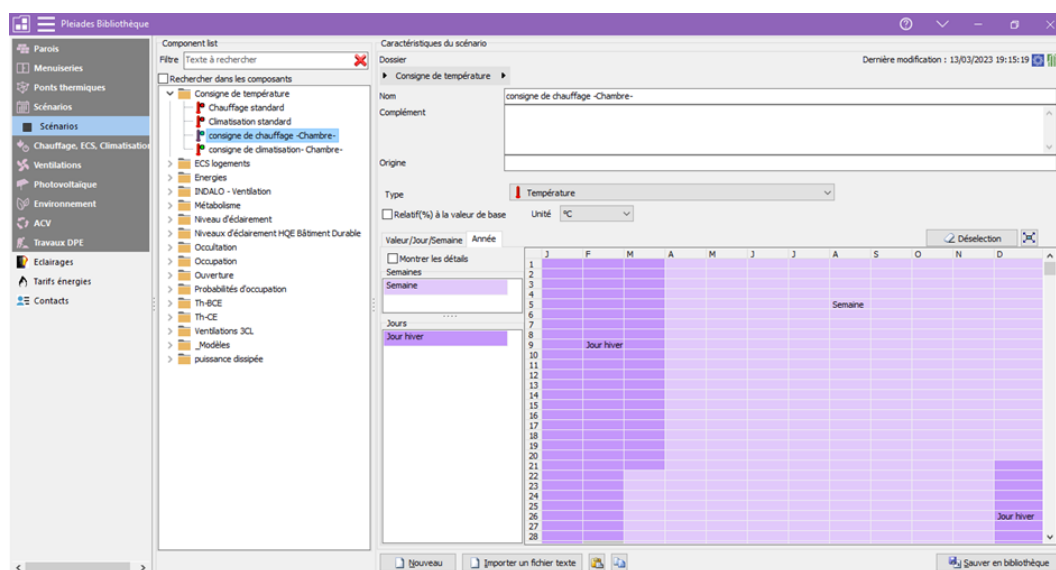 Pleiades Bibliothèque
Parois
Menuiseries
Ponts thermiques
Scénarios
Scénarios
Chauffage, ECS, Climatisation
Ventilations
Photovoltaïque
Environnement
ACV
Travaux DPE
Eclairages
Tarifs énergies
Contacts
Component list
Filtre Texte à rechercher
Rechercher dans les composants
Consigne de température
Chauffage standard
Climatisation standard
consigne de chauffage -Chambre-
consigne de climatisation- Chambre-
ECS logements
Energies
INDALO - Ventilation
Métabolisme
Niveau d'éclairement
Niveaux d'éclairement HQE Bâtiment Durable
Occultation
Occupation
Ouverture
Probabilités d'occupation
Th-BCE
Th-CE
Ventilations 3CL
_Modèles
puissance dissipée
Caractéristiques du scénario
Dossier
Dernière modification : 13/03/2023 19:15:19
Consigne de température
Nom consigne de chauffage -Chambre-
Complément
Origine
Type Température
Relatif(%) à la valeur de base Unité ºC
Valeur/Jour/Semaine Année
Déselection
Montrer les détails
Semaines
Semaine
Jours
Jour hiver
J F M A M J J A S O N D
1
2
3
4
5 Semaine
6
7
8
9 Jour hiver
10
11
12
13
14
15
16
17
18
19
20
21
22
23
24
25
26 Jour hiver
27
28
Nouveau Importer un fichier texte Sauver en bibliothèque